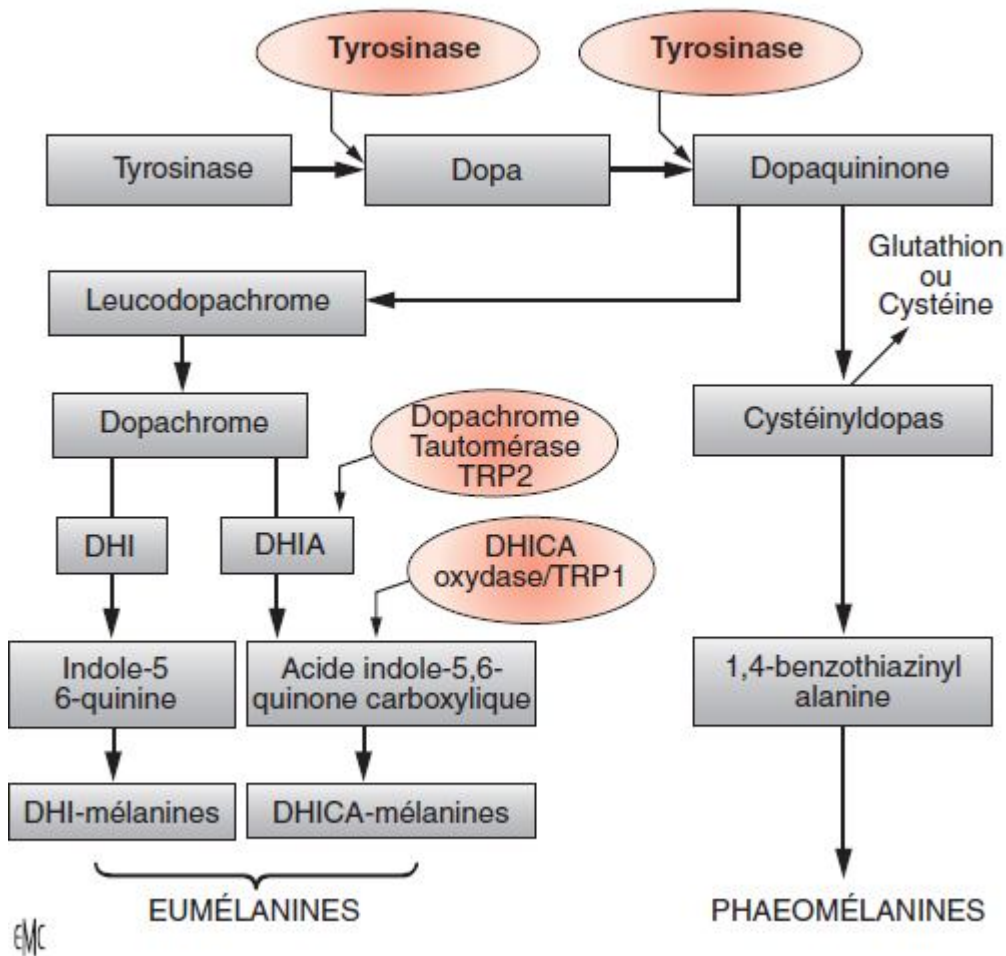 Tyrosinase
Tyrosinase
Tyrosinase
Dopa
Dopaquininone
Glutathion
ou
Cystéine
Leucodopachrome
Dopachrome
Dopachrome
Tautomérase
TRP2
Cystéinyldopas
DHI
DHIA
DHICA
oxydase/TRP1
Indole-5
6-quinine
Acide indole-5,6-
quinone carboxylique
1,4-benzothiazinyl
alanine
DHI-mélanines
DHICA-mélanines
EUMÉLANINES
PHAEOMÉLANINES
EMC